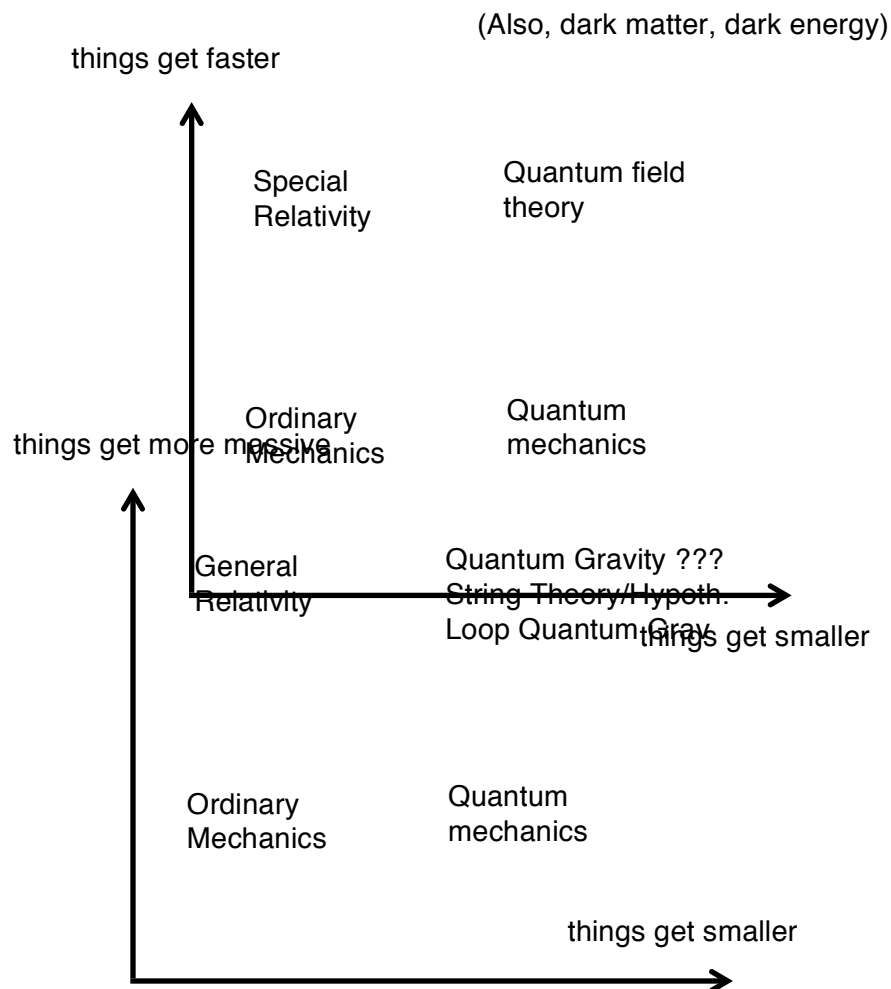 (Also, dark matter, dark energy)
things get faster
Special
Relativity
Quantum field
theory
Ordinary
Mechanics
Quantum
mechanics
things get more massive
General
Relativity
Quantum Gravity ???
String Theory/Hypoth.
Loop Quantum Grav.
things get smaller
Ordinary
Mechanics
Quantum
mechanics
things get smaller